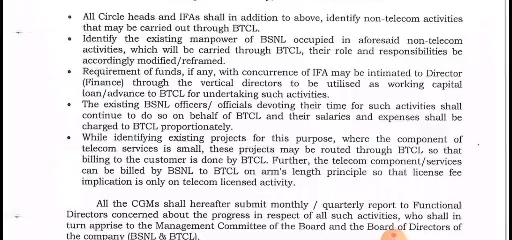 • All Circle heads and IFAs shall in addition to above, identify non-telecom activities
that may be carried out through BTCL.
• Identify the existing manpower of BSNL occupied in aforesaid non-telecom
activities, which will be carried through BTCL, their role and responsibilities be
accordingly modified/reframed.
• Requirement of funds, if any, with concurrence of IFA may be intimated to Director
(Finance) through the vertical directors to be utilised as working capital
loan/advance to BTCL for undertaking such activities.
• The existing BSNL officers/ officials devoting their time for such activities shall
continue to do so on behalf of BTCL and their salaries and expenses shall be
charged to BTCL proportionately.
• While identifying existing projects for this purpose, where the component of
telecom services is small, these projects may be routed through BTCL so that
billing to the customer is done by BTCL. Further, the telecom component/services
can be billed by BSNL to BTCL on arm's length principle so that license fee
implication is only on telecom licensed activity.
All the CGMs shall hereafter submit monthly / quarterly report to Functional
Directors concerned about the progress in respect of all such activities, who shall in
turn apprise to the Management Committee of the Board and the Board of Directors of
the company (BSNL & BTCL).